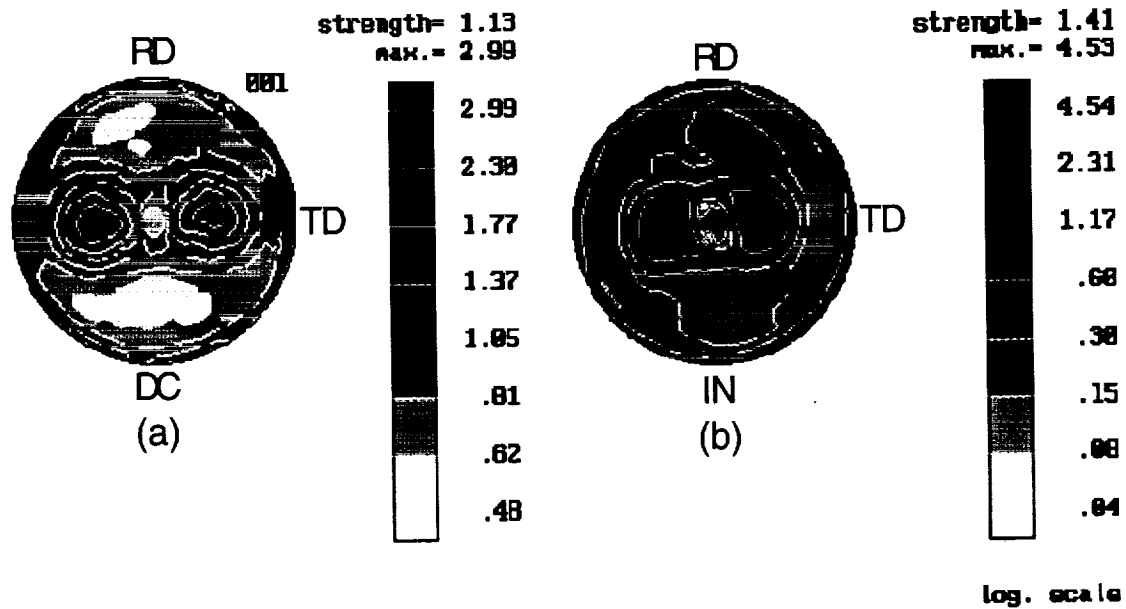 strength= 1.13
max.= 2.99
RD
001
2.99
2.30
1.77
1.37
1.05
.81
.62
.48
TD
DC
(a)
strength= 1.41
max.= 4.53
RD
4.54
2.31
1.17
.60
.30
.15
.08
.04
TD
IN
(b)
log. scale